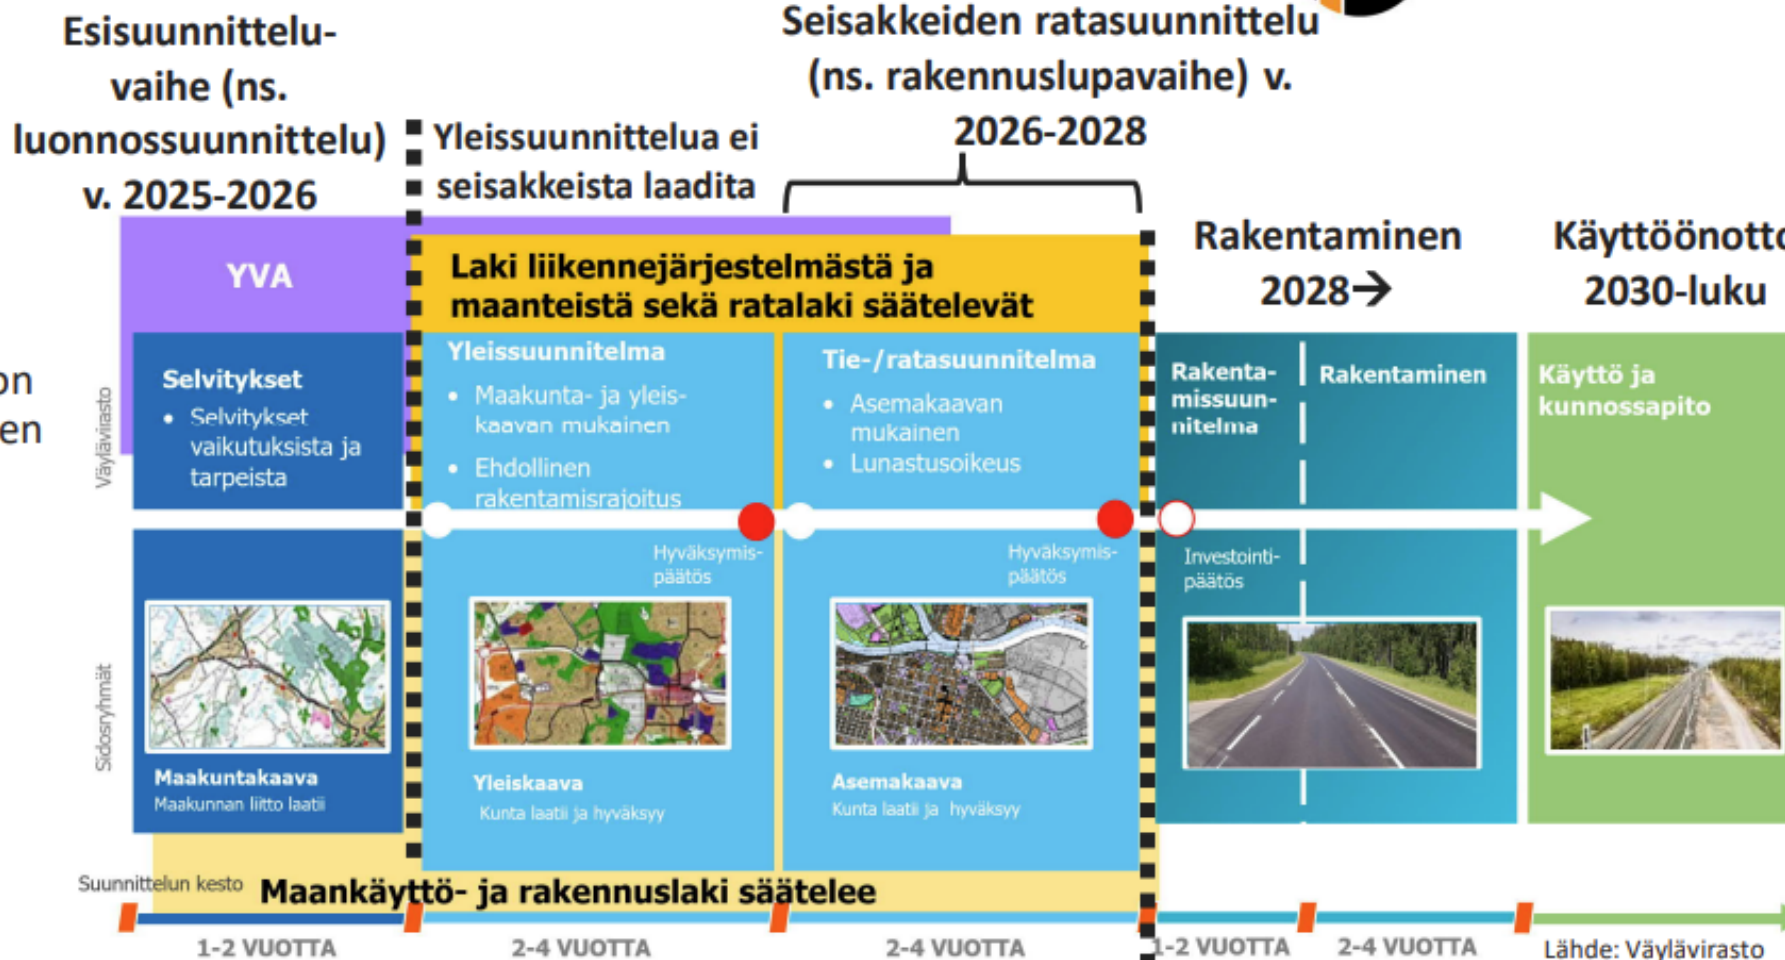 Esisuunnittelu-
vaihe (ns.
luonnossuunnittelu)
v. 2025-2026
Yleissuunnittelua ei
seisakkeista laadita
Seisakkeiden ratasuunnittelu
(ns. rakennuslupavaihe) v.
2026-2028
Rakentaminen
2028→
Käyttöönotto
2030-luku
on
en
YVA
Laki liikennejärjestelmästä ja
maanteistä sekä ratalaki säätelevät
Väylävirasto
Selvitykset
• Selvitykset
vaikutuksista ja
tarpeista
Yleissuunnitelma
• Maakunta- ja yleis-
kaavan mukainen
• Ehdollinen
rakentamisrajoitus
Tie-/ratasuunnitelma
• Asemakaavan
mukainen
• Lunastusoikeus
Rakenta-
missuun-
nitelma
Rakentaminen
Käyttö ja
kunnossapito
Hyväksymis-
päätös
Hyväksymis-
päätös
Investointi-
päätös
Sidosryhmät
Maakuntakaava
Maakunnan liitto laatii
Yleiskaava
Kunta laatii ja hyväksyy
Asemakaava
Kunta laatii ja hyväksyy
Suunnittelun kesto
Maankäyttö- ja rakennuslaki säätelee
1-2 VUOTTA
2-4 VUOTTA
2-4 VUOTTA
1-2 VUOTTA
2-4 VUOTTA
Lähde: Väylävirasto